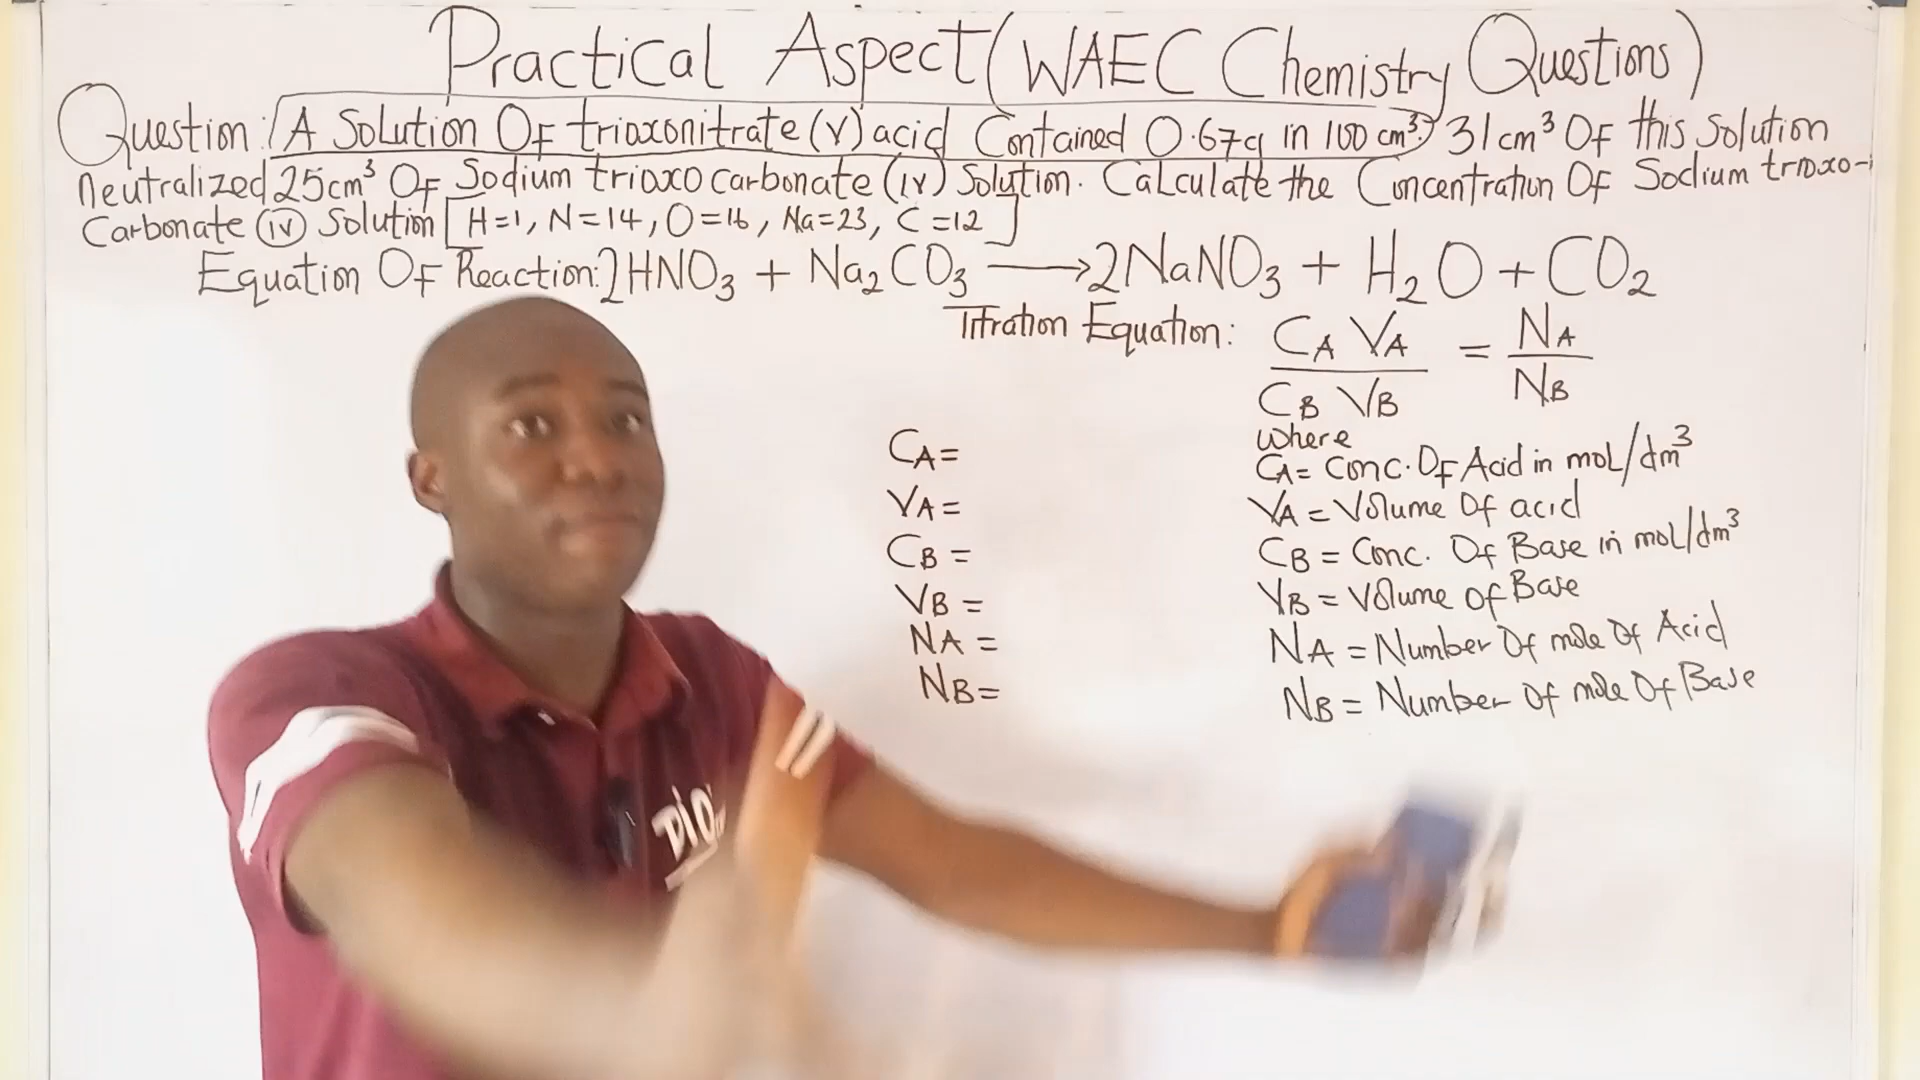 Practical Aspect (WAEC Chemistry Questions)
Question: A Solution Of trioxonitrate (V) acid Contained 0.67g in 100 cm³. 31cm³ Of this Solution
Neutralized 25cm³ Of Sodium trioxocarbonate (IV) Solution. Calculate the Concentration Of Sodium trioxo-
Carbonate (IV) Solution [H=1, N=14, O=16, Na=23, C=12]
Equation Of Reaction: 2HNO₃ + Na₂CO₃ → 2NaNO₃ + H₂O + CO₂
Titration Equation: CA VA / CB VB = NA / NB
where
CA = Conc. Of Acid in mol/dm³
VA = Volume Of acid
CB = Conc. Of Base in mol/dm³
VB = Volume of Base
NA = Number Of mole Of Acid
NB = Number Of mole Of Base
CA =
VA =
CB =
VB =
NA =
NB =